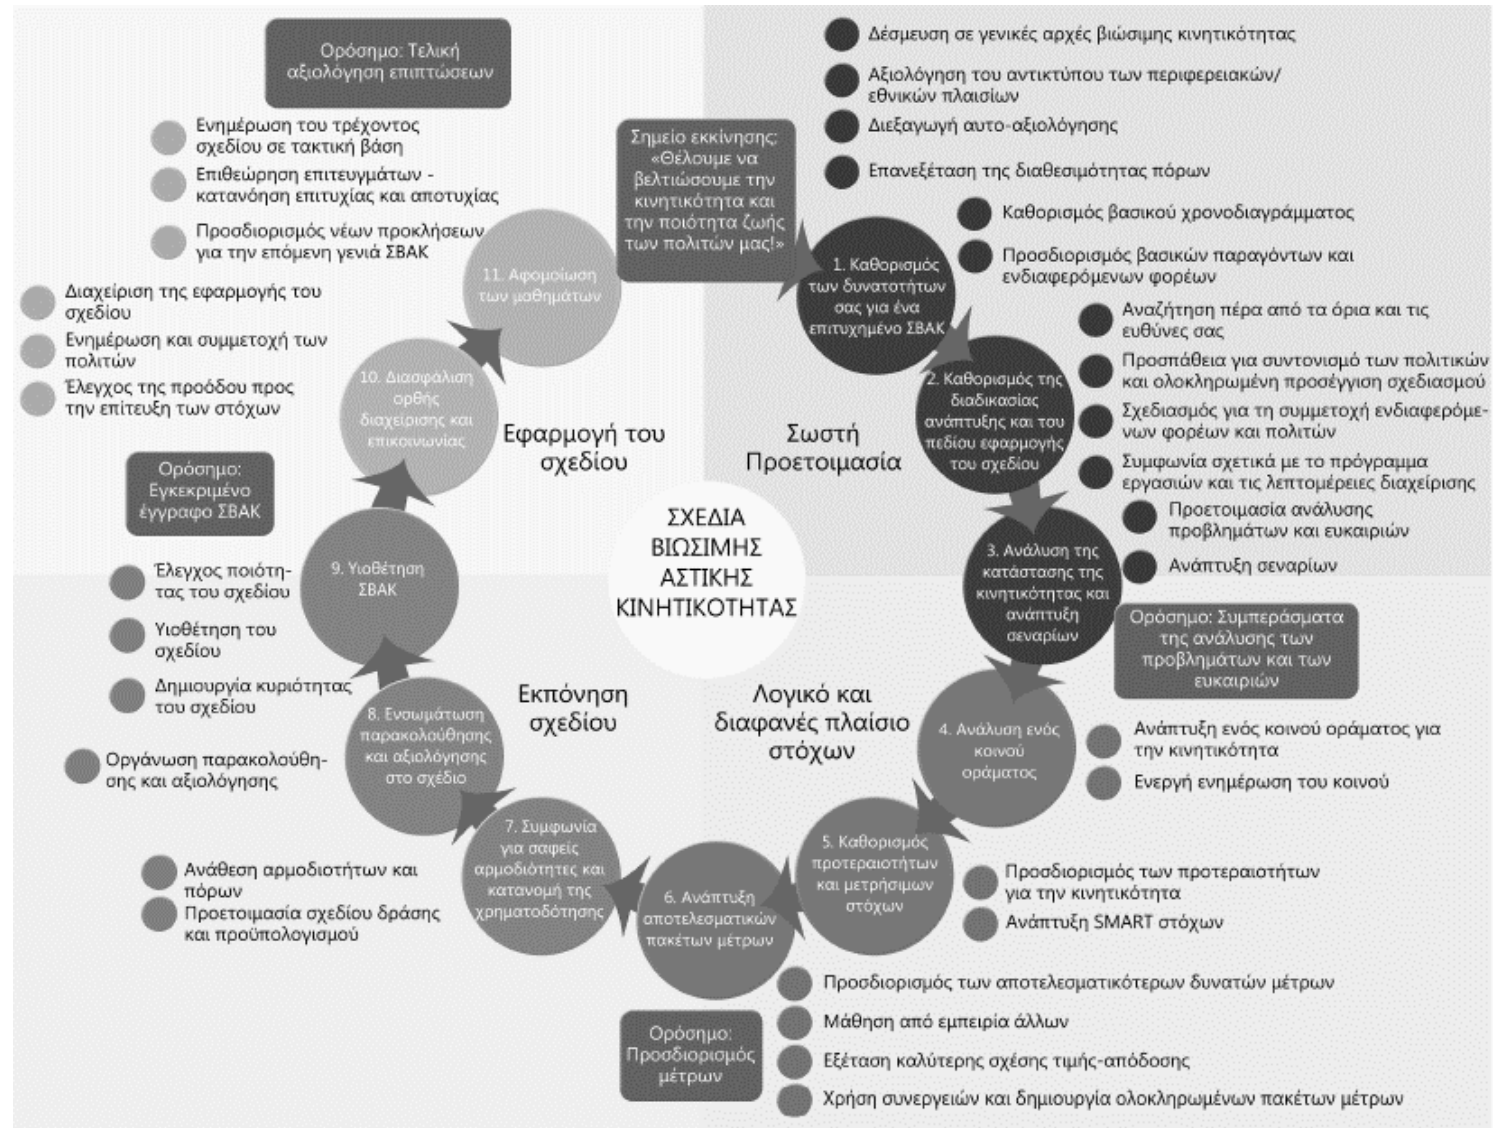 Ορόσημο: Τελική
αξιολόγηση επιπτώσεων
Ενημέρωση του τρέχοντος
σχεδίου σε τακτική βάση
Επιθεώρηση επιτευγμάτων -
κατανόηση επιτυχίας και αποτυχίας
Προσδιορισμός νέων προκλήσεων
για την επόμενη γενιά ΣΒΑΚ
Διαχείριση της εφαρμογής του
σχεδίου
Ενημέρωση και συμμετοχή των
πολιτών
Έλεγχος της προόδου προς
την επίτευξη των στόχων
Σημείο εκκίνησης:
«Θέλουμε να
βελτιώσουμε την
κινητικότητα και
την ποιότητα ζωής
των πολιτών μας!»
Δέσμευση σε γενικές αρχές βιώσιμης κινητικότητας
Αξιολόγηση του αντικτύπου των περιφερειακών/
εθνικών πλαισίων
Διεξαγωγή αυτο-αξιολόγησης
Επανεξέταση της διαθεσιμότητας πόρων
Καθορισμός βασικού χρονοδιαγράμματος
Προσδιορισμός βασικών παραγόντων και
ενδιαφερόμενων φορέων
Αναζήτηση πέρα από τα όρια και τις
ευθύνες σας
Προσπάθεια για συντονισμό των πολιτικών
και ολοκληρωμένη προσέγγιση σχεδιασμού
Σχεδιασμός για τη συμμετοχή ενδιαφερόμε-
νων φορέων και πολιτών
Συμφωνία σχετικά με το πρόγραμμα
εργασιών και τις λεπτομέρειες διαχείρισης
Προετοιμασία ανάλυσης
προβλημάτων και ευκαιριών
Ανάπτυξη σεναρίων
11. Αφομοίωση
των μαθημάτων
1. Καθορισμός
των δυνατοτήτων
σας για ένα
επιτυχημένο ΣΒΑΚ
10. Διασφάλιση
ορθής
διαχείρισης και
επικοινωνίας
2. Καθορισμός της
διαδικασίας
ανάπτυξης και του
πεδίου εφαρμογής
του σχεδίου
Εφαρμογή του
σχεδίου
Σωστή
Προετοιμασία
Ορόσημο:
Εγκεκριμένο
έγγραφο ΣΒΑΚ
ΣΧΕΔΙΑ
ΒΙΩΣΙΜΗΣ
ΑΣΤΙΚΗΣ
ΚΙΝΗΤΙΚΟΤΗΤΑΣ
9. Υιοθέτηση
ΣΒΑΚ
3. Ανάλυση της
κατάστασης της
κινητικότητας και
ανάπτυξη
σεναρίων
Έλεγχος ποιότη-
τας του σχεδίου
Υιοθέτηση του
σχεδίου
Δημιουργία κυριότητας
του σχεδίου
Ορόσημο: Συμπεράσματα
της ανάλυσης των
προβλημάτων και των
ευκαιριών
Εκπόνηση
σχεδίου
Λογικό και
διαφανές πλαίσιο
στόχων
8. Ενσωμάτωση
παρακολούθησης
και αξιολόγησης
στο σχέδιο
4. Ανάλυση ενός
κοινού
οράματος
Ανάπτυξη ενός κοινού οράματος για
την κινητικότητα
Ενεργή ενημέρωση του κοινού
Οργάνωση παρακολούθη-
σης και αξιολόγησης
7. Συμφωνία
για σαφείς
αρμοδιότητες και
κατανομή της
χρηματοδότησης
5. Καθορισμός
προτεραιοτήτων
και μετρήσιμων
στόχων
6. Ανάπτυξη
αποτελεσματικών
πακέτων μέτρων
Ανάθεση αρμοδιοτήτων και
πόρων
Προετοιμασία σχεδίου δράσης
και προϋπολογισμού
Προσδιορισμός των προτεραιοτήτων
για την κινητικότητα
Ανάπτυξη SMART στόχων
Ορόσημο:
Προσδιορισμός
μέτρων
Προσδιορισμός των αποτελεσματικότερων δυνατών μέτρων
Μάθηση από εμπειρία άλλων
Εξέταση καλύτερης σχέσης τιμής-απόδοσης
Χρήση συνεργειών και δημιουργία ολοκληρωμένων πακέτων μέτρων